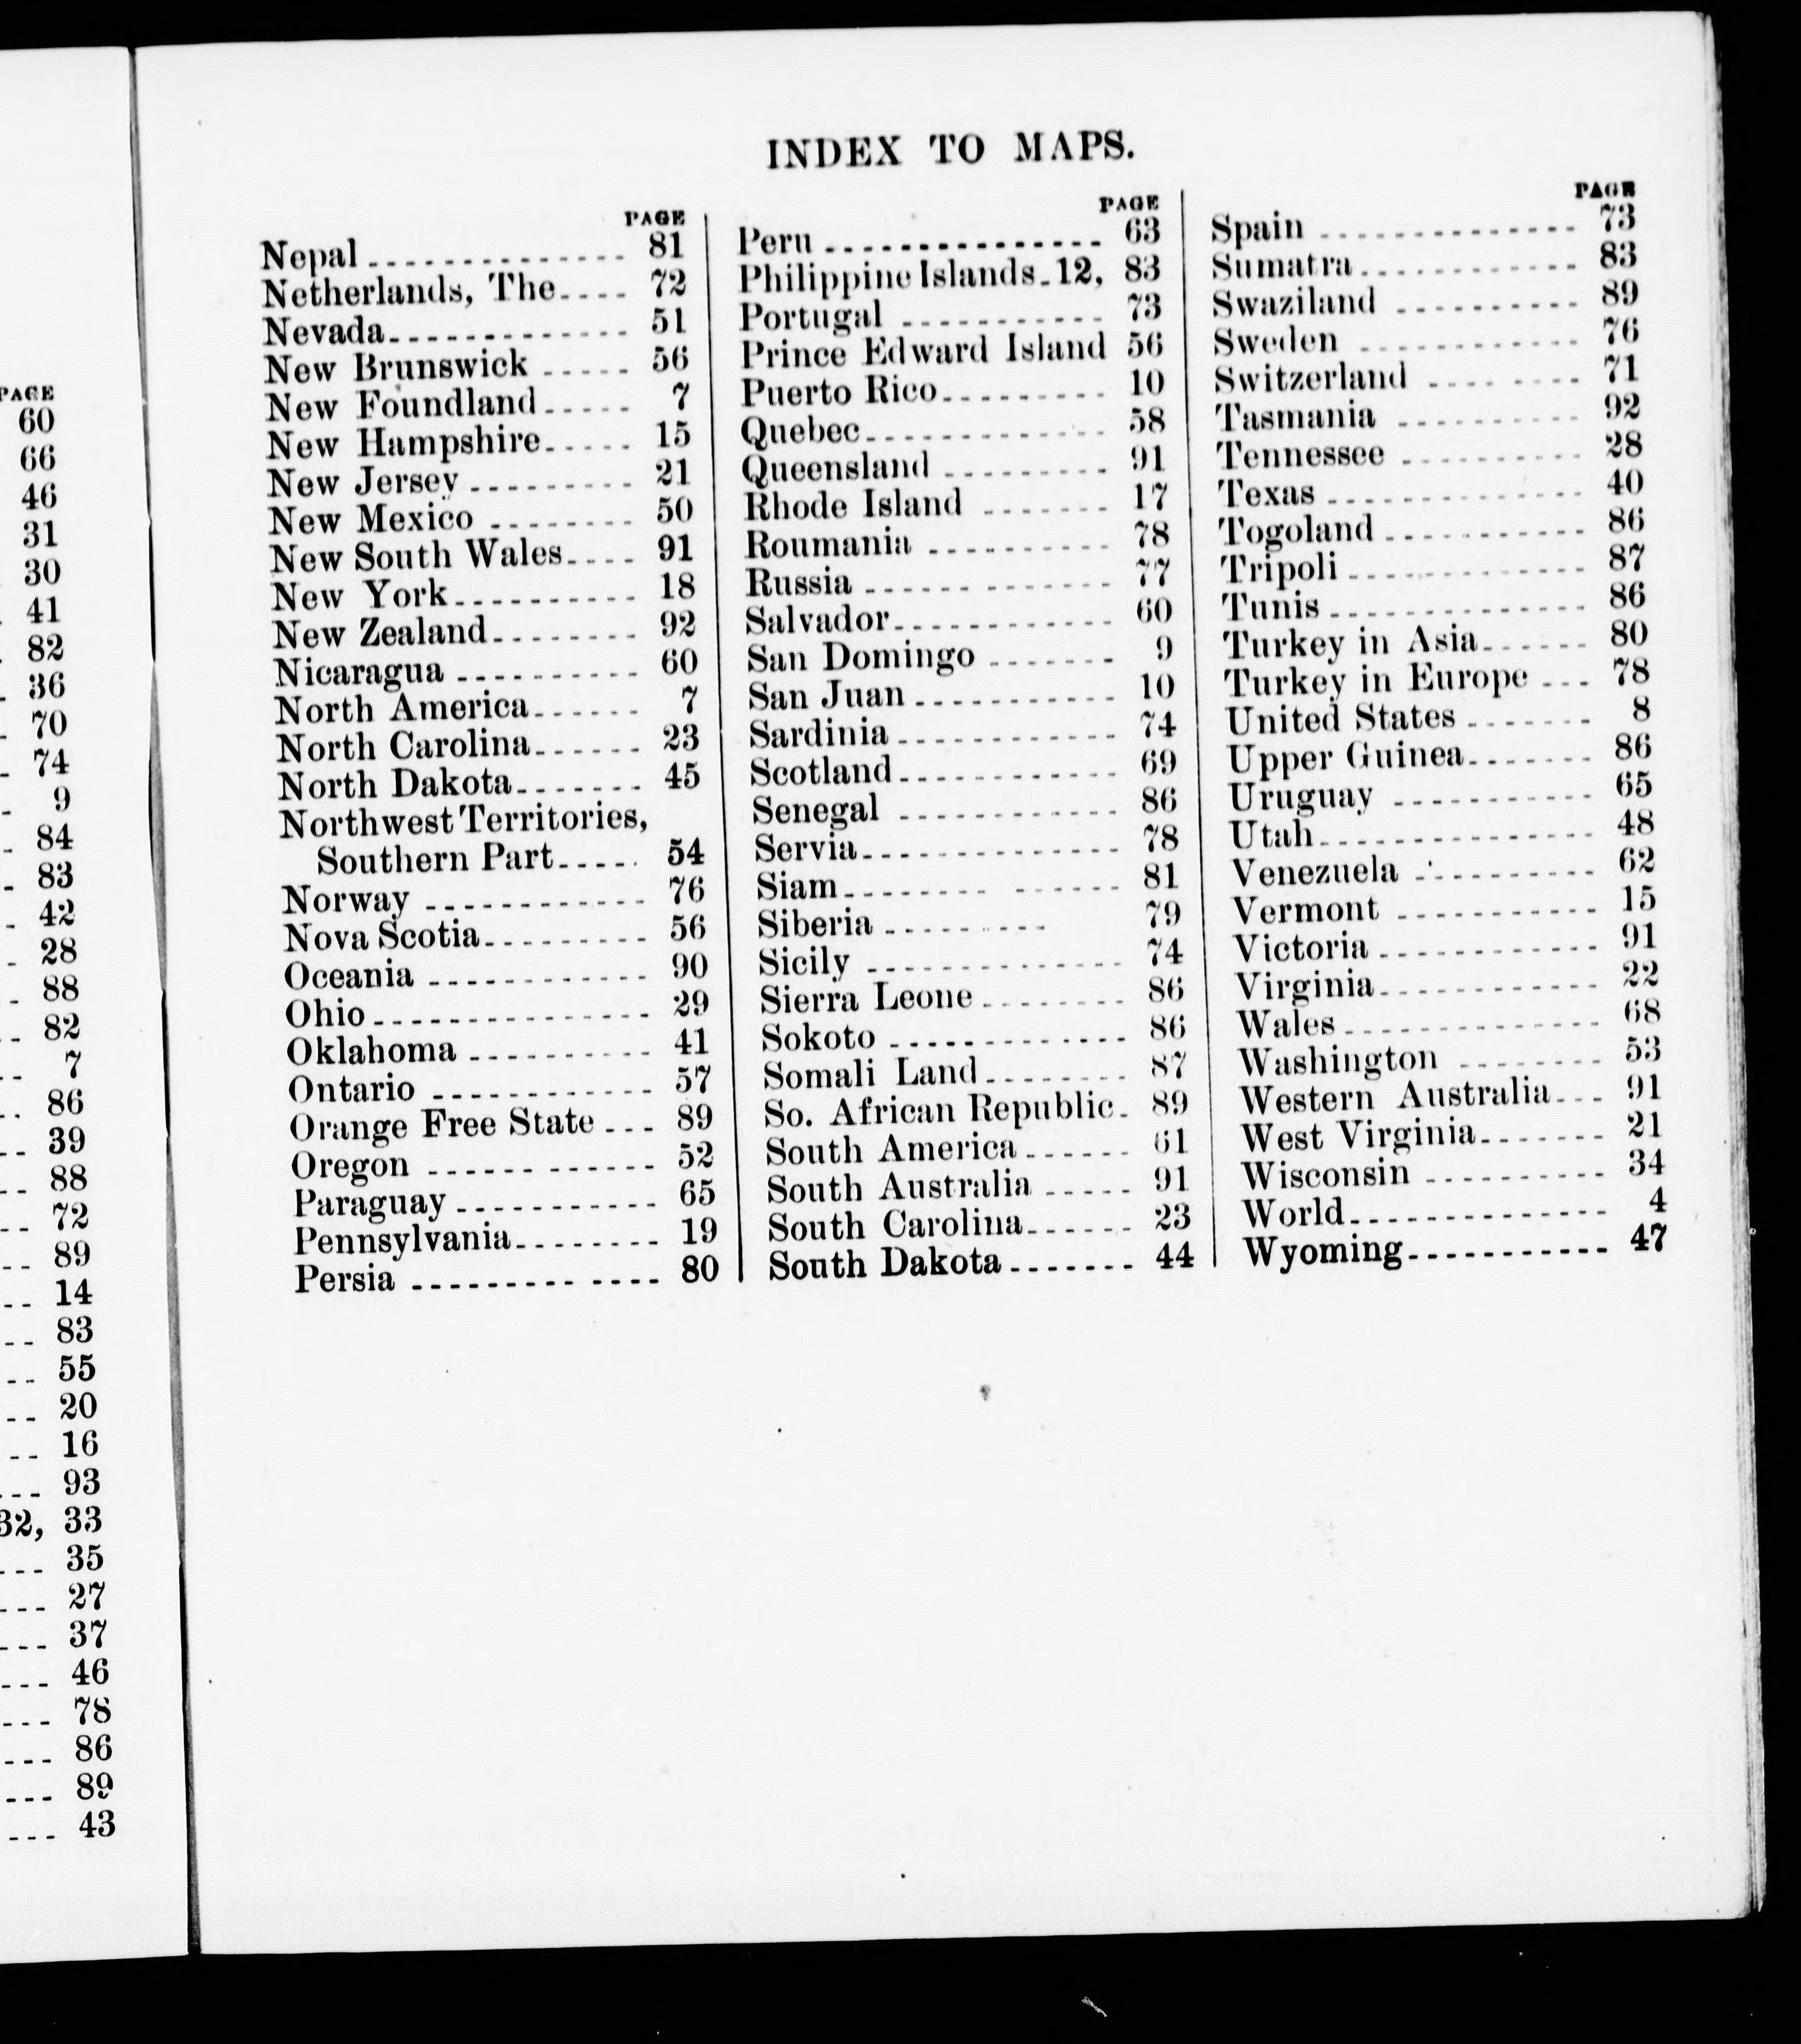 PAGE
60
66
46
31
30
41
82
36
70
74
9
84
83
42
28
88
82
7
86
39
88
72
89
14
83
55
20
16
93
32, 33
35
27
37
46
78
86
89
43
INDEX TO MAPS.
PAGE
Nepal 81
Netherlands, The 72
Nevada 51
New Brunswick 56
New Foundland 7
New Hampshire 15
New Jersey 21
New Mexico 50
New South Wales 91
New York 18
New Zealand 92
Nicaragua 60
North America 7
North Carolina 23
North Dakota 45
Northwest Territories,
Southern Part 54
Norway 76
Nova Scotia 56
Oceania 90
Ohio 29
Oklahoma 41
Ontario 57
Orange Free State 89
Oregon 52
Paraguay 65
Pennsylvania 19
Persia 80
PAGE
Peru 63
Philippine Islands 12, 83
Portugal 73
Prince Edward Island 56
Puerto Rico 10
Quebec 58
Queensland 91
Rhode Island 17
Roumania 78
Russia 77
Salvador 60
San Domingo 9
San Juan 10
Sardinia 74
Scotland 69
Senegal 86
Servia 78
Siam 81
Siberia 79
Sicily 74
Sierra Leone 86
Sokoto 86
Somali Land 87
So. African Republic 89
South America 61
South Australia 91
South Carolina 23
South Dakota 44
PAGE
Spain 73
Sumatra 83
Swaziland 89
Sweden 76
Switzerland 71
Tasmania 92
Tennessee 28
Texas 40
Togoland 86
Tripoli 87
Tunis 86
Turkey in Asia 80
Turkey in Europe 78
United States 8
Upper Guinea 86
Uruguay 65
Utah 48
Venezuela 62
Vermont 15
Victoria 91
Virginia 22
Wales 68
Washington 53
Western Australia 91
West Virginia 21
Wisconsin 34
World 4
Wyoming 47